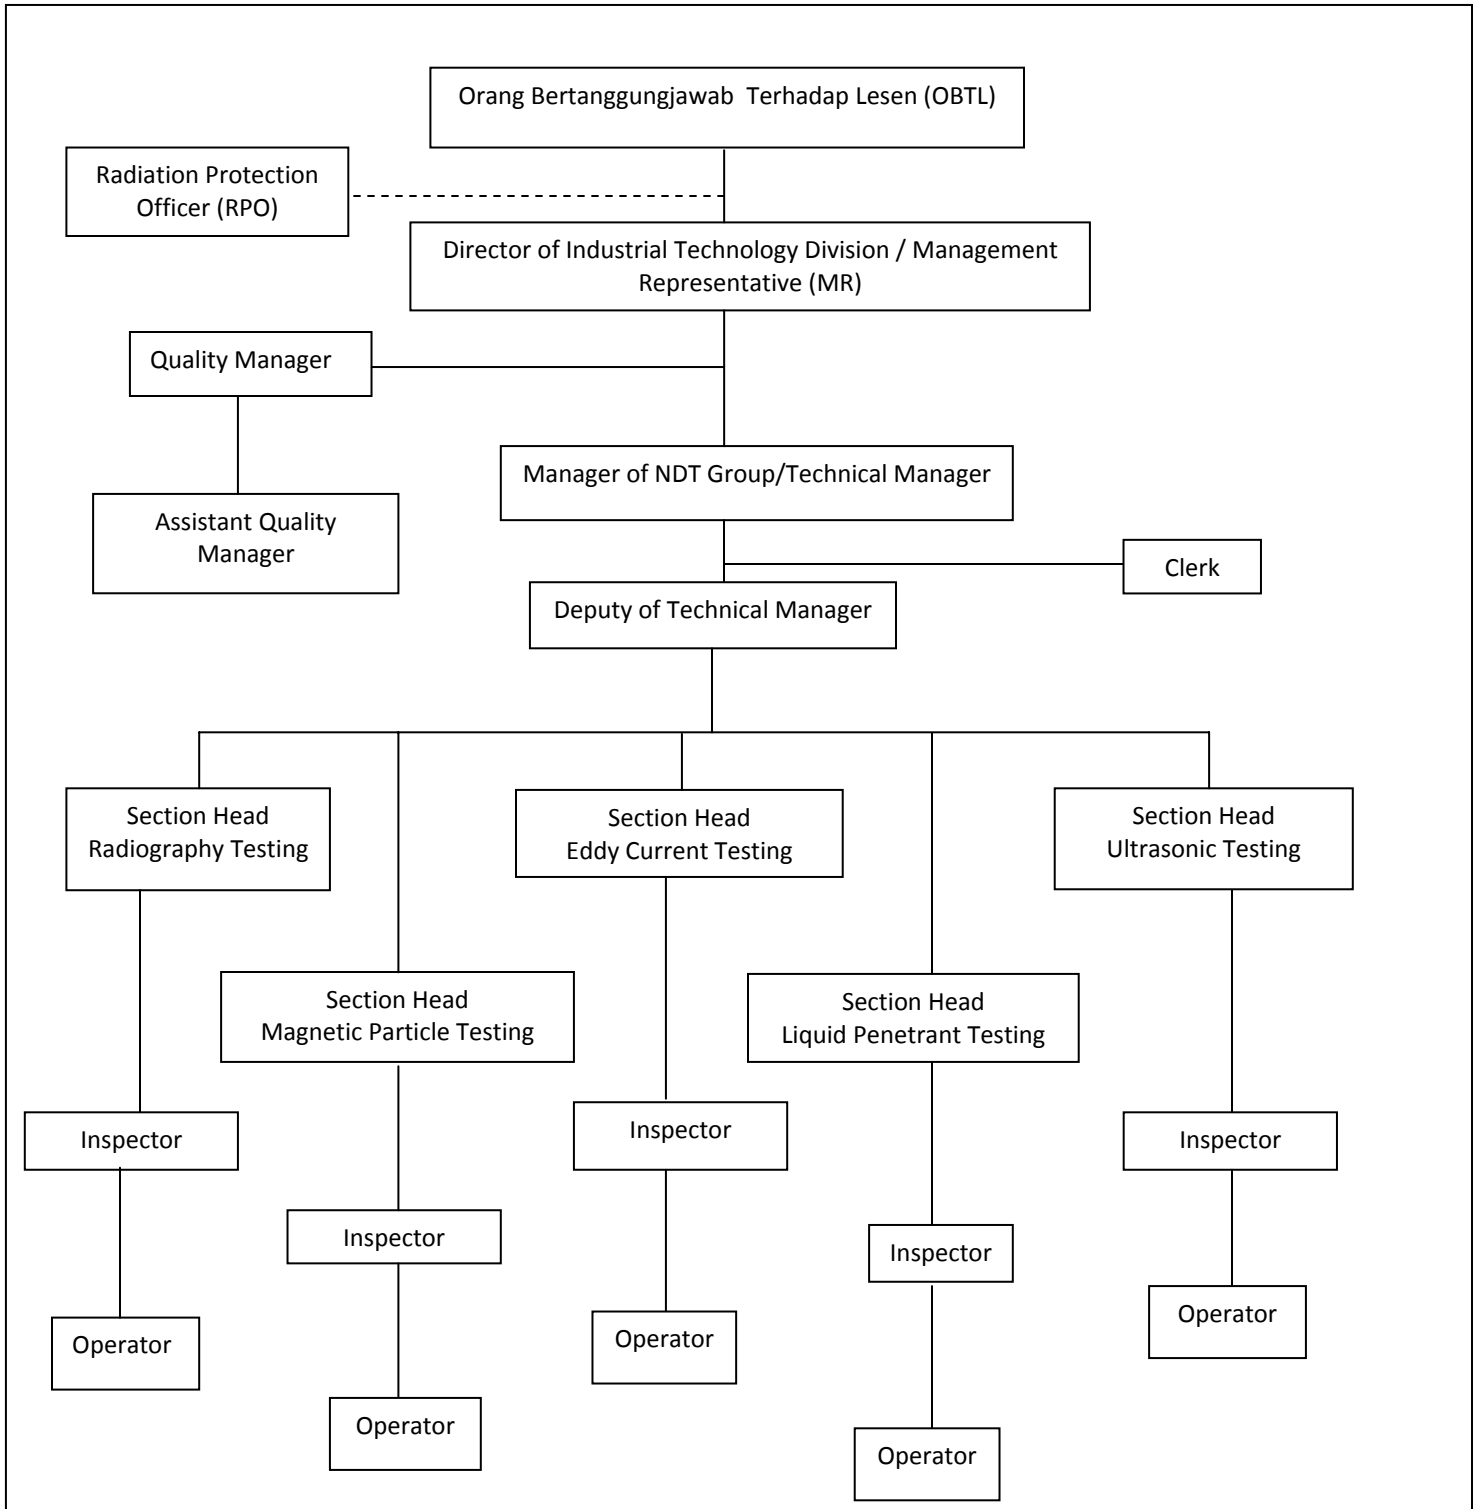 Orang Bertanggungjawab Terhadap Lesen (OBTL)
Radiation Protection
Officer (RPO)
Director of Industrial Technology Division / Management
Representative (MR)
Quality Manager
Manager of NDT Group/Technical Manager
Assistant Quality
Manager
Clerk
Deputy of Technical Manager
Section Head
Radiography Testing
Section Head
Eddy Current Testing
Section Head
Ultrasonic Testing
Section Head
Magnetic Particle Testing
Section Head
Liquid Penetrant Testing
Inspector
Inspector
Inspector
Inspector
Inspector
Operator
Operator
Operator
Operator
Operator